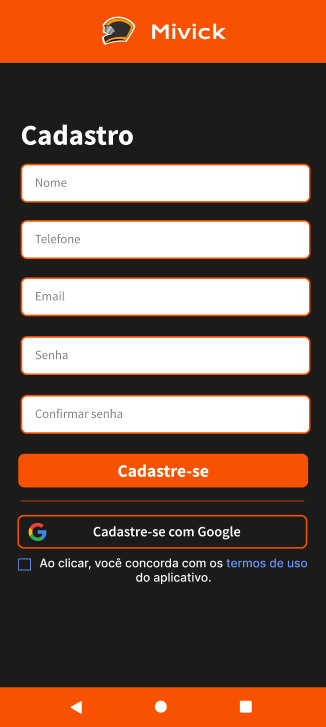 Mivick
Cadastro
Nome
Telefone
Email
Senha
Confirmar senha
Cadastre-se
Cadastre-se com Google
Ao clicar, você concorda com os termos de uso
do aplicativo.